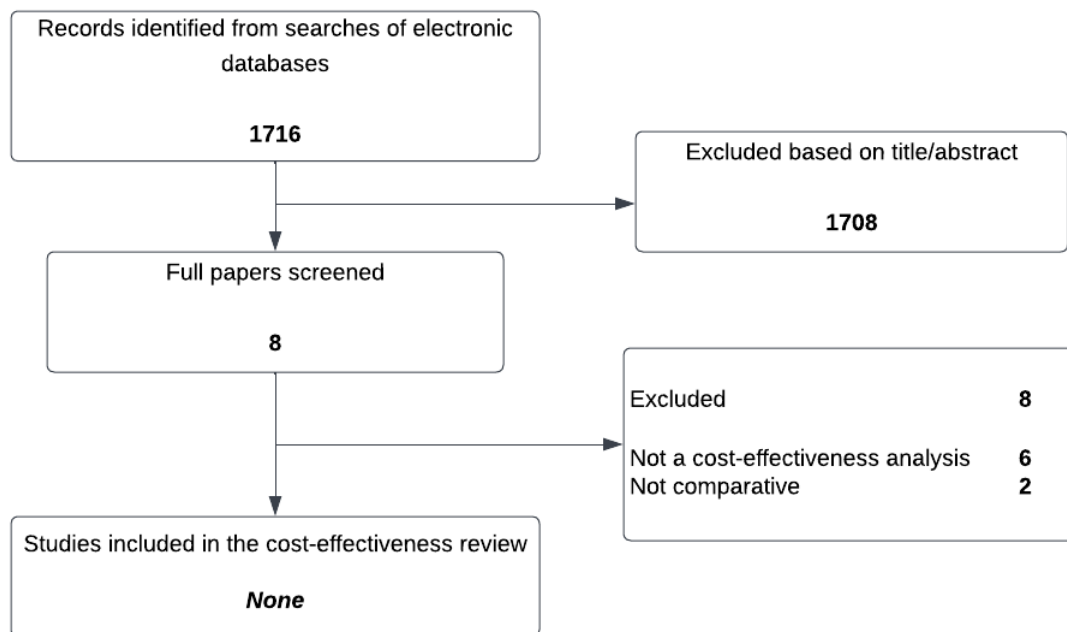 Records identified from searches of electronic
databases
1716
Excluded based on title/abstract
1708
Full papers screened
8
Excluded 8
Not a cost-effectiveness analysis 6
Not comparative 2
Studies included in the cost-effectiveness review
None